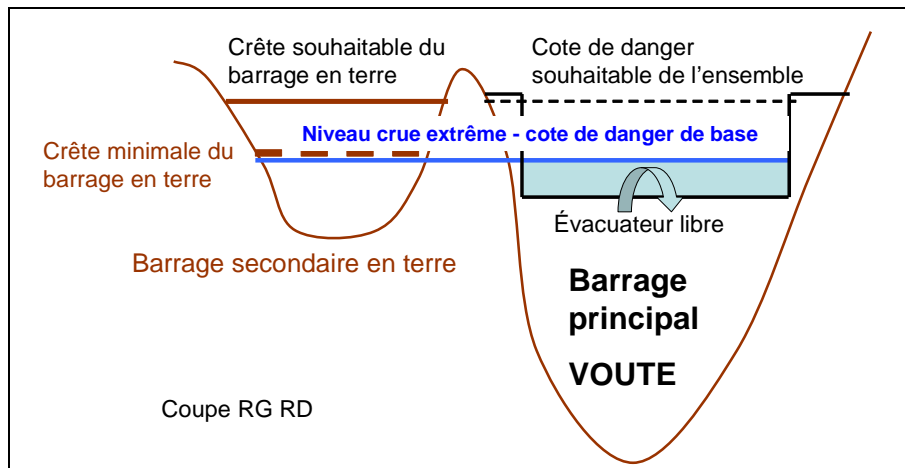 Crête souhaitable du
barrage en terre
Cote de danger
souhaitable de l'ensemble
Niveau crue extrême - cote de danger de base
Crête minimale du
barrage en terre
Évacuateur libre
Barrage secondaire en terre
Barrage
principal
VOUTE
Coupe RG RD